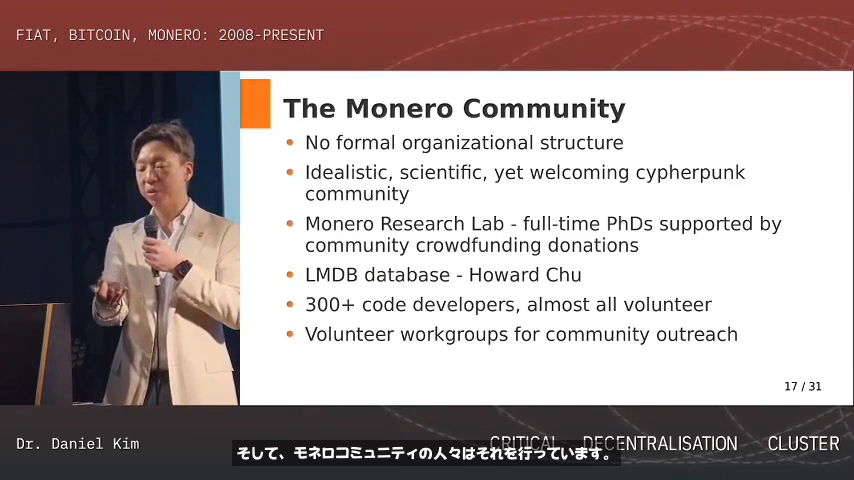 FIAT, BITCOIN, MONERO: 2008-PRESENT
The Monero Community
• No formal organizational structure
• Idealistic, scientific, yet welcoming cypherpunk
community
• Monero Research Lab - full-time PhDs supported by
community crowdfunding donations
• LMDB database - Howard Chu
• 300+ code developers, almost all volunteer
• Volunteer workgroups for community outreach
17 / 31
Dr. Daniel Kim
CRITICAL DECENTRALISATION CLUSTER
そして、モネロコミュニティの人々はそれを行っています。